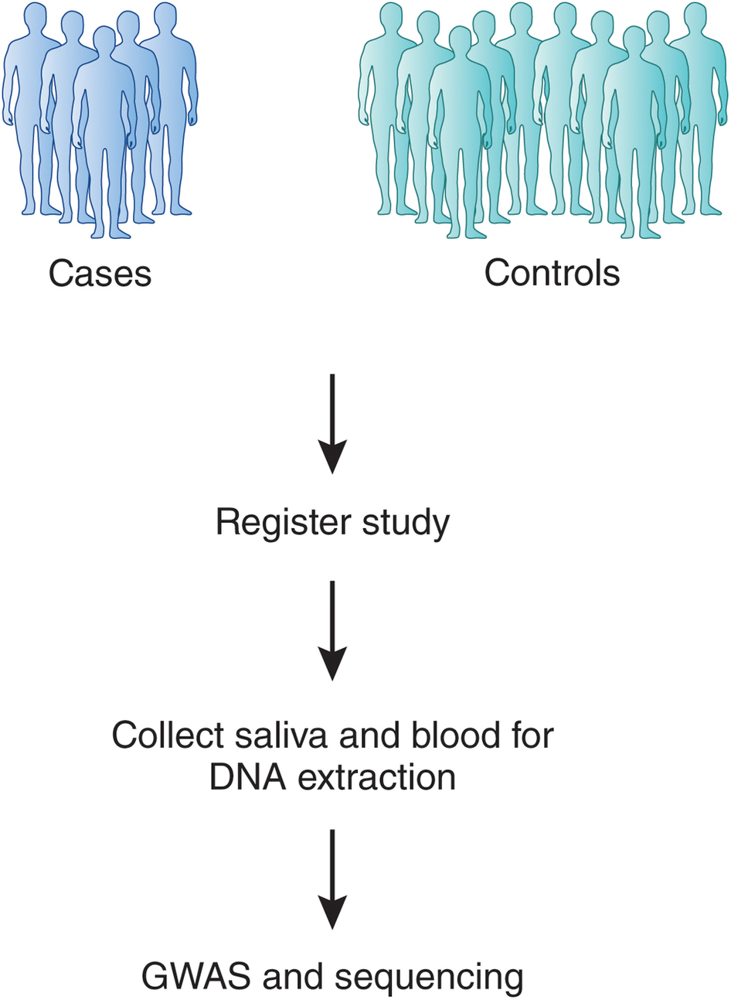 Cases
Controls
Register study
Collect saliva and blood for
DNA extraction
GWAS and sequencing